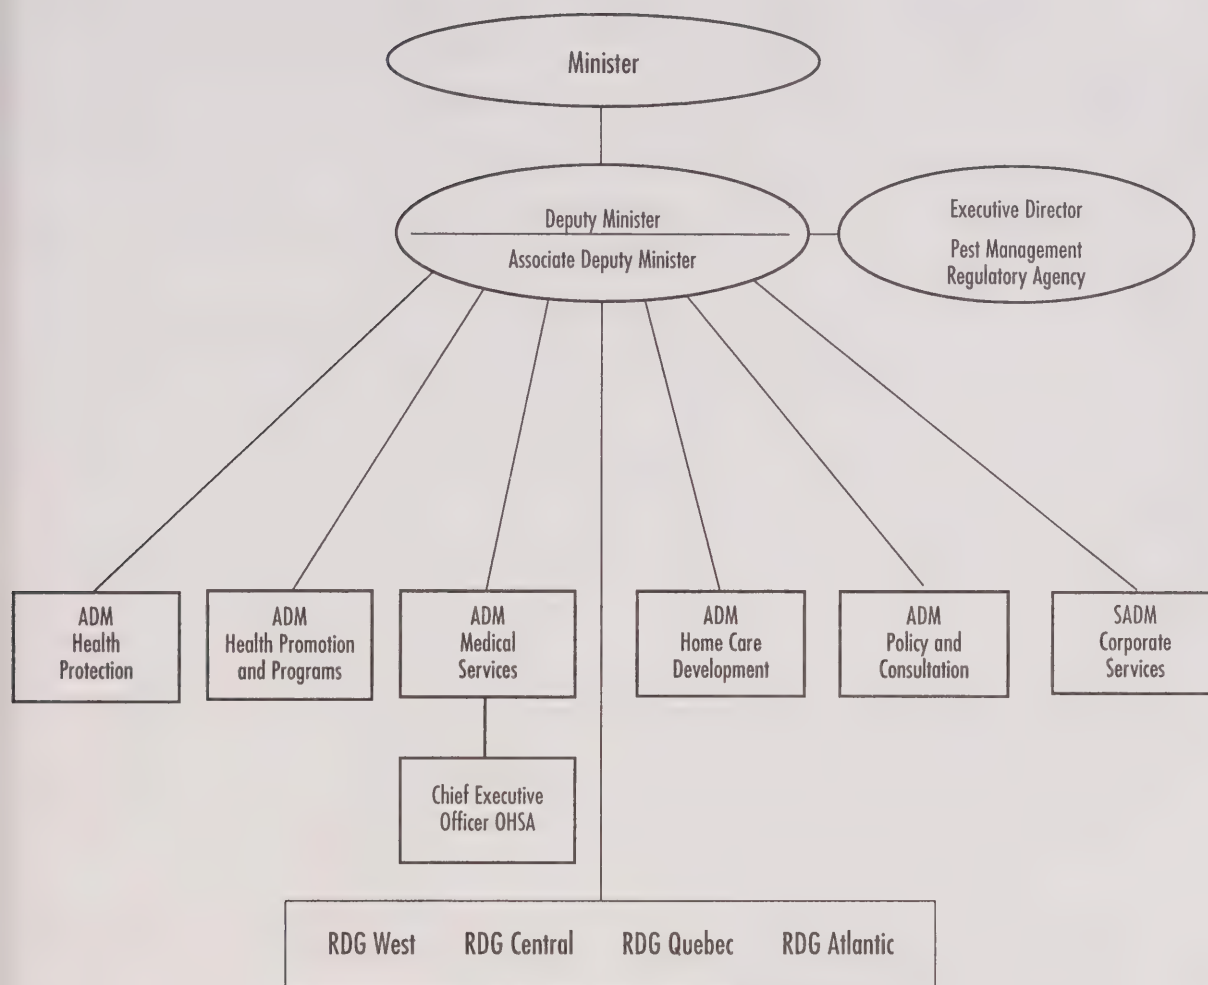 Minister
Deputy Minister
Associate Deputy Minister
Executive Director
Pest Management
Regulatory Agency
ADM
Health
Protection
ADM
Health Promotion
and Programs
ADM
Medical
Services
ADM
Home Care
Development
ADM
Policy and
Consultation
SADM
Corporate
Services
Chief Executive
Officer OHSA
RDG West
RDG Central
RDG Quebec
RDG Atlantic